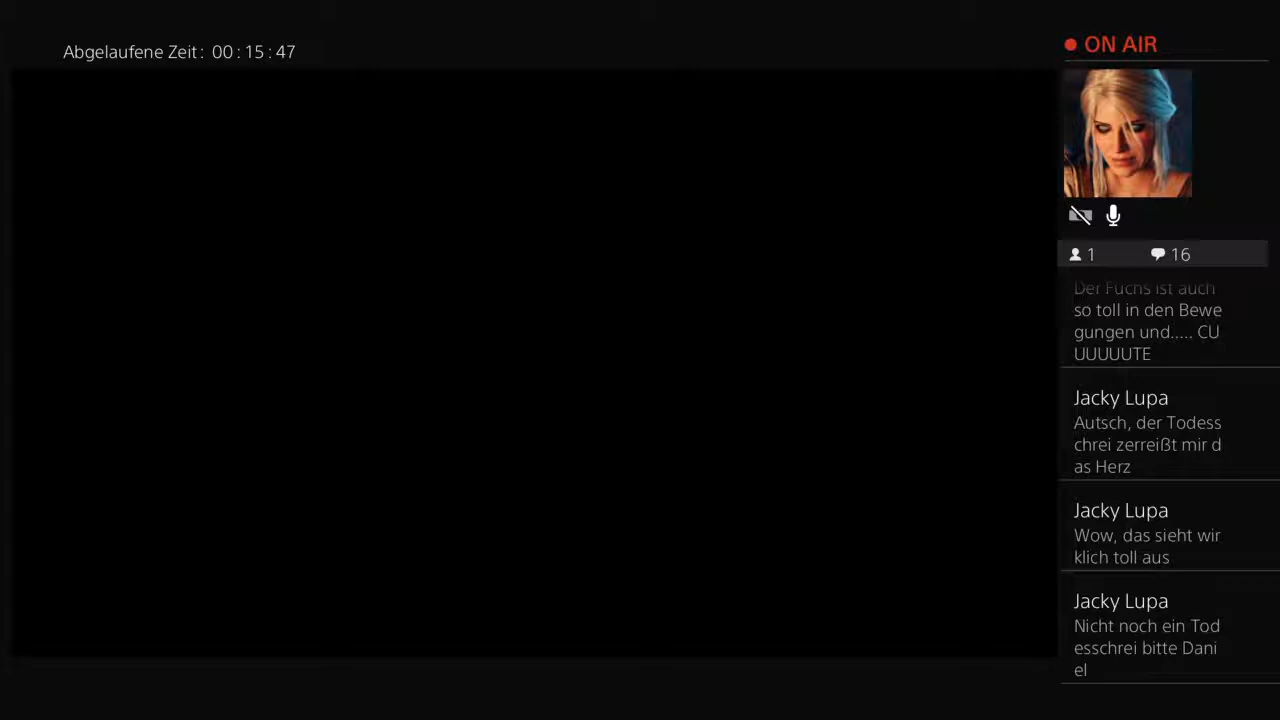 Abgelaufene Zeit: 00:15:47
ON AIR
1
16
Der Fuchs ist auch
so toll in den Bewe
gungen und..... CU
UUUUUTE
Jacky Lupa
Autsch, der Todess
chrei zerreißt mir d
as Herz
Jacky Lupa
Wow, das sieht wir
klich toll aus
Jacky Lupa
Nicht noch ein Tod
esschrei bitte Dani
el